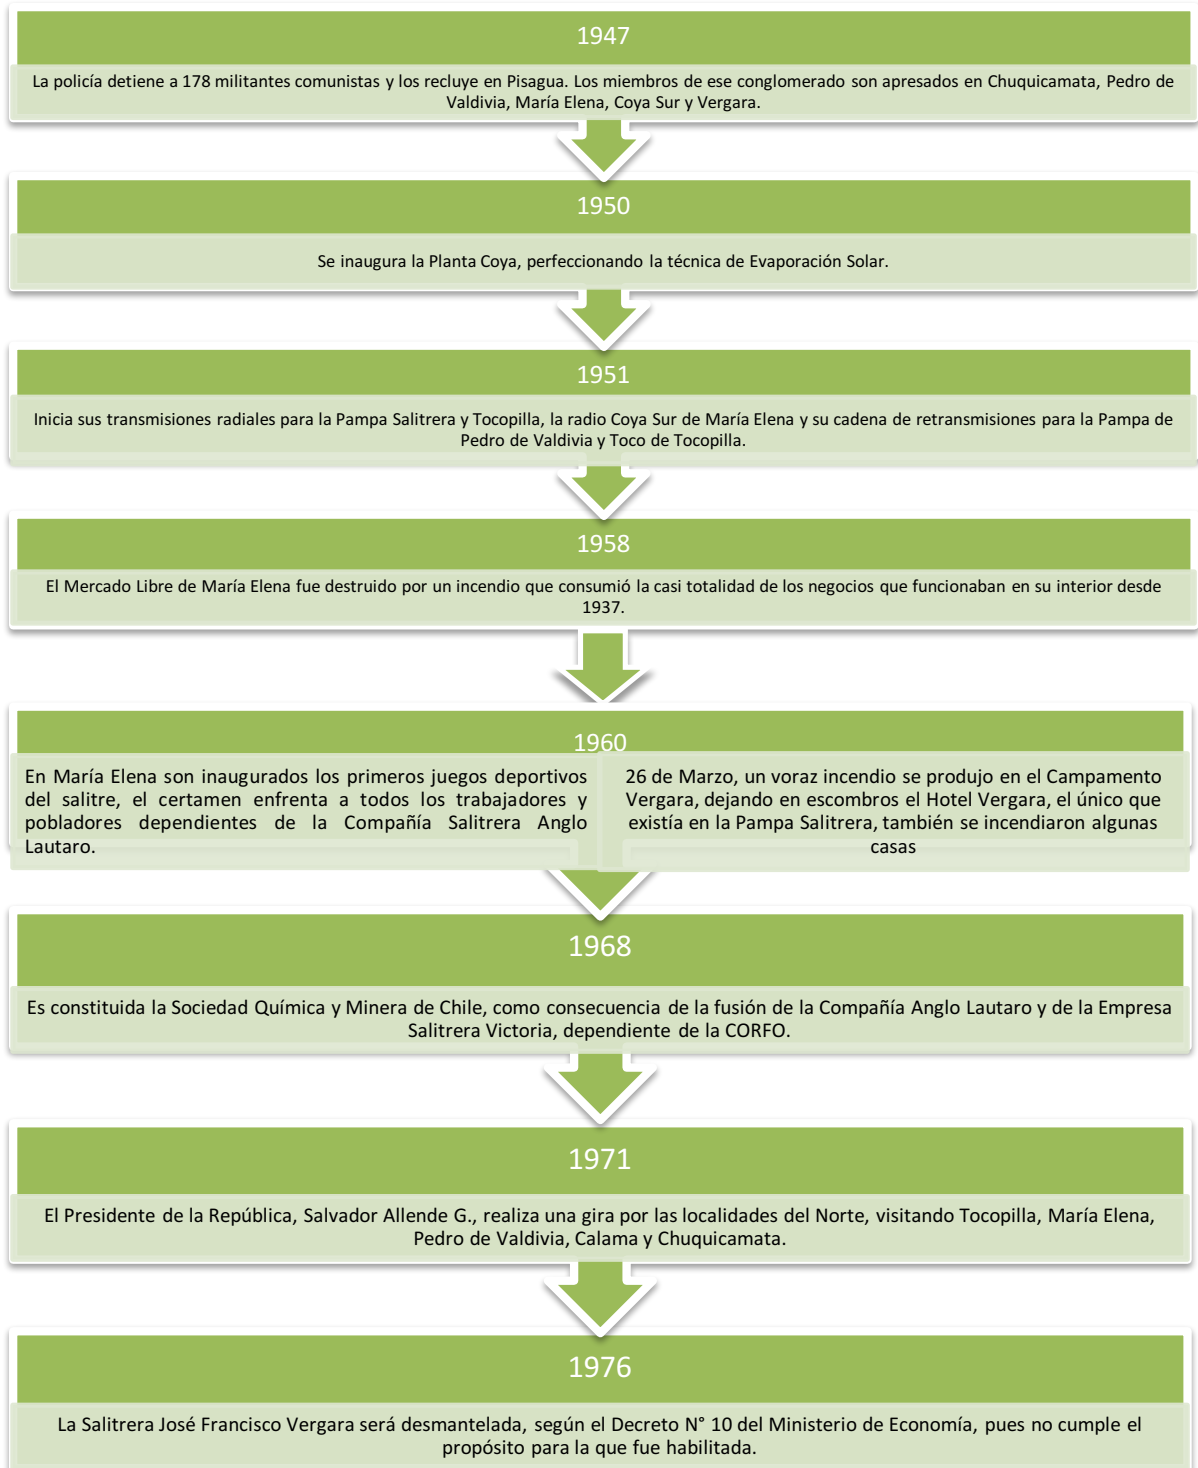 1947
La policía detiene a 178 militantes comunistas y los recluye en Pisagua. Los miembros de ese conglomerado son apresados en Chuquicamata, Pedro de
Valdivia, María Elena, Coya Sur y Vergara.
1950
Se inaugura la Planta Coya, perfeccionando la técnica de Evaporación Solar.
1951
Inicia sus transmisiones radiales para la Pampa Salitrera y Tocopilla, la radio Coya Sur de María Elena y su cadena de retransmisiones para la Pampa de
Pedro de Valdivia y Toco de Tocopilla.
1958
El Mercado Libre de María Elena fue destruido por un incendio que consumió la casi totalidad de los negocios que funcionaban en su interior desde
1937.
1960
En María Elena son inaugurados los primeros juegos deportivos
del salitre, el certamen enfrenta a todos los trabajadores y
pobladores dependientes de la Compañía Salitrera Anglo
Lautaro.
26 de Marzo, un voraz incendio se produjo en el Campamento
Vergara, dejando en escombros el Hotel Vergara, el único que
existía en la Pampa Salitrera, también se incendiaron algunas
casas
1968
Es constituida la Sociedad Química y Minera de Chile, como consecuencia de la fusión de la Compañía Anglo Lautaro y de la Empresa
Salitrera Victoria, dependiente de la CORFO.
1971
El Presidente de la República, Salvador Allende G., realiza una gira por las localidades del Norte, visitando Tocopilla, María Elena,
Pedro de Valdivia, Calama y Chuquicamata.
1976
La Salitrera José Francisco Vergara será desmantelada, según el Decreto N° 10 del Ministerio de Economía, pues no cumple el
propósito para la que fue habilitada.